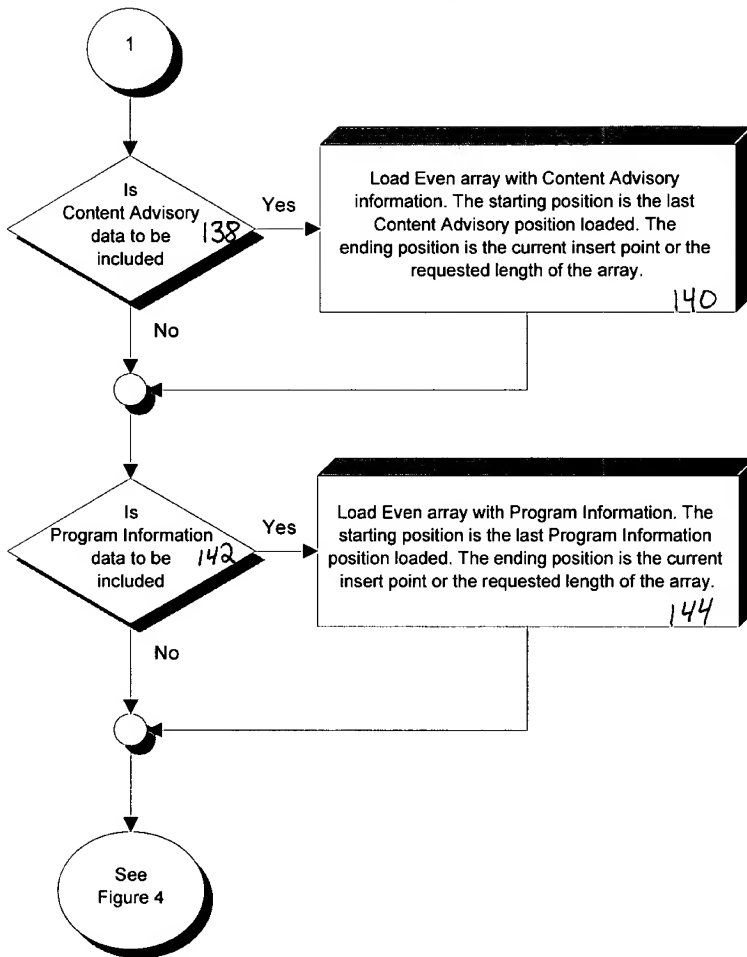 1
Is
Content Advisory
data to be
included
138
Yes
Load Even array with Content Advisory
information. The starting position is the last
Content Advisory position loaded. The
ending position is the current insert point or the
requested length of the array.
140
No
Is
Program Information
data to be
included
142
Yes
Load Even array with Program Information. The
starting position is the last Program Information
position loaded. The ending position is the current
insert point or the requested length of the array.
144
No
See
Figure 4